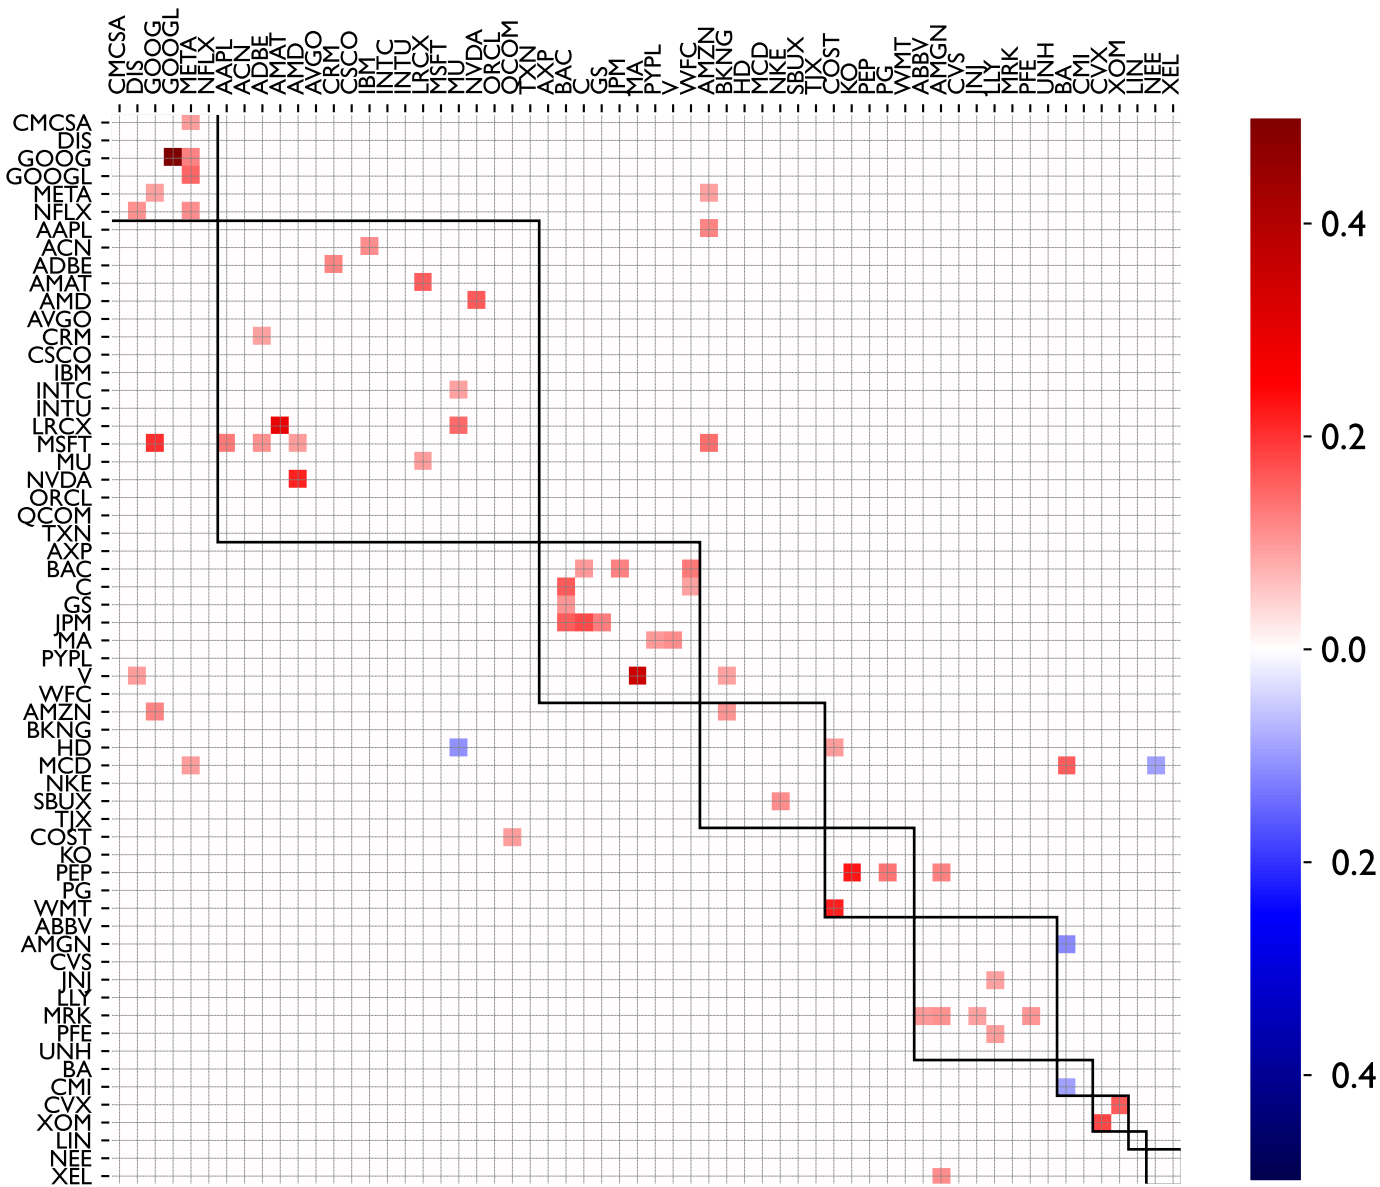 CMCSA DIS GOOG GOOGL META NFLX AAPL ACN ADBE AMAT AMD AVGO CRM CSCO IBM INTC INTU LRCX MSFT MU NVDA ORCL QCOM TXN AXP BAC C GS JPM MA PYPL V WFC AMZN BKNG HD MCD NKE SBUX TJX COST KO PEP PG WMT ABBV AMGN CVS JNJ LLY MRK PFE UNH BA CMI CVX XOM LIN NEE XEL
CMCSA
DIS
GOOG
GOOGL
META
NFLX
AAPL
ACN
ADBE
AMAT
AMD
AVGO
CRM
CSCO
IBM
INTC
INTU
LRCX
MSFT
MU
NVDA
ORCL
QCOM
TXN
AXP
BAC
C
GS
JPM
MA
PYPL
V
WFC
AMZN
BKNG
HD
MCD
NKE
SBUX
TJX
COST
KO
PEP
PG
WMT
ABBV
AMGN
CVS
JNJ
LLY
MRK
PFE
UNH
BA
CMI
CVX
XOM
LIN
NEE
XEL
0.4
0.2
0.0
0.2
0.4